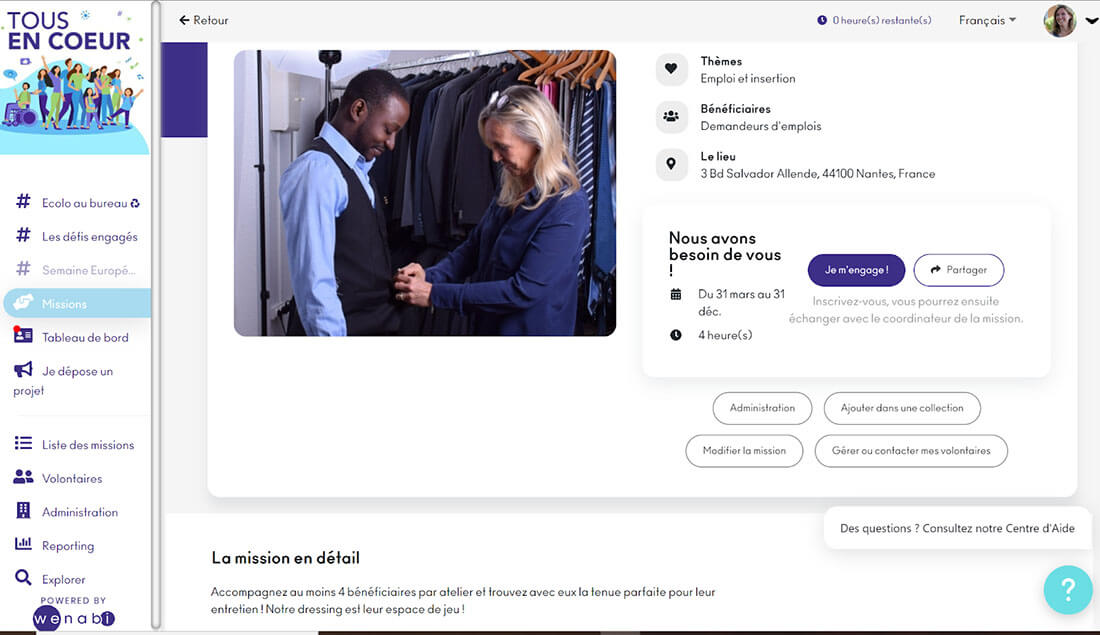 TOUS
EN COEUR
Ecolo au bureau
Les défis engagés
Semaine Europé...
Missions
Tableau de bord
Je dépose un
projet
Liste des missions
Volontaires
Administration
Reporting
Explorer
POWERED BY
wenabi
Retour
0 heure(s) restante(s)
Français
Thèmes
Emploi et insertion
Bénéficiaires
Demandeurs d'emplois
Le lieu
3 Bd Salvador Allende, 44100 Nantes, France
Nous avons
besoin de vous
!
Du 31 mars au 31
déc.
4 heure(s)
Je m'engage !
Partager
Inscrivez-vous, vous pourrez ensuite
échanger avec le coordinateur de la mission.
Administration
Ajouter dans une collection
Modifier la mission
Gérer ou contacter mes volontaires
La mission en détail
Accompagnez au moins 4 bénéficiaires par atelier et trouvez avec eux la tenue parfaite pour leur
entretien ! Notre dressing est leur espace de jeu !
Des questions ? Consultez notre Centre d'Aide
?